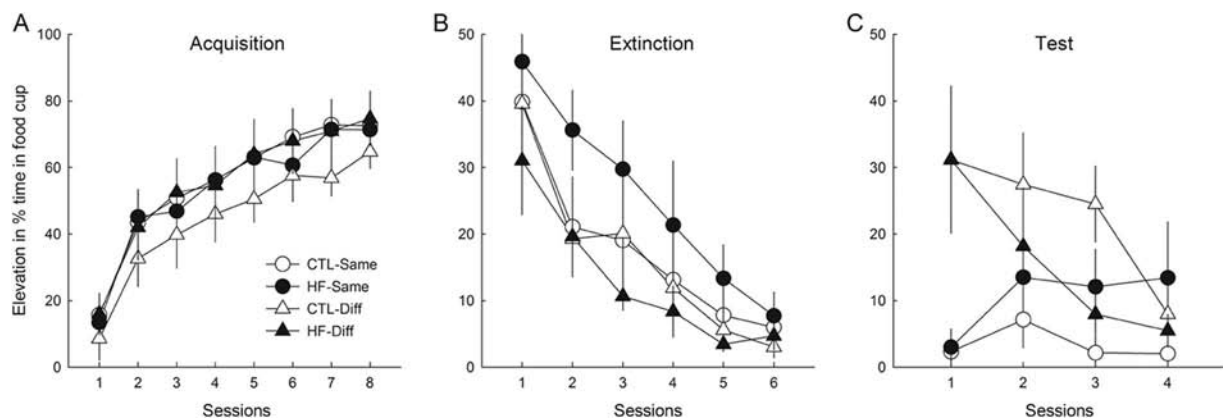 A
Acquisition
Elevation in % time in food cup
100
80
60
40
20
0
CTL-Same
HF-Same
CTL-Diff
HF-Diff
1 2 3 4 5 6 7 8
Sessions
B
Extinction
50
40
30
20
10
0
1 2 3 4 5 6
Sessions
C
Test
50
40
30
20
10
0
1 2 3 4
Sessions